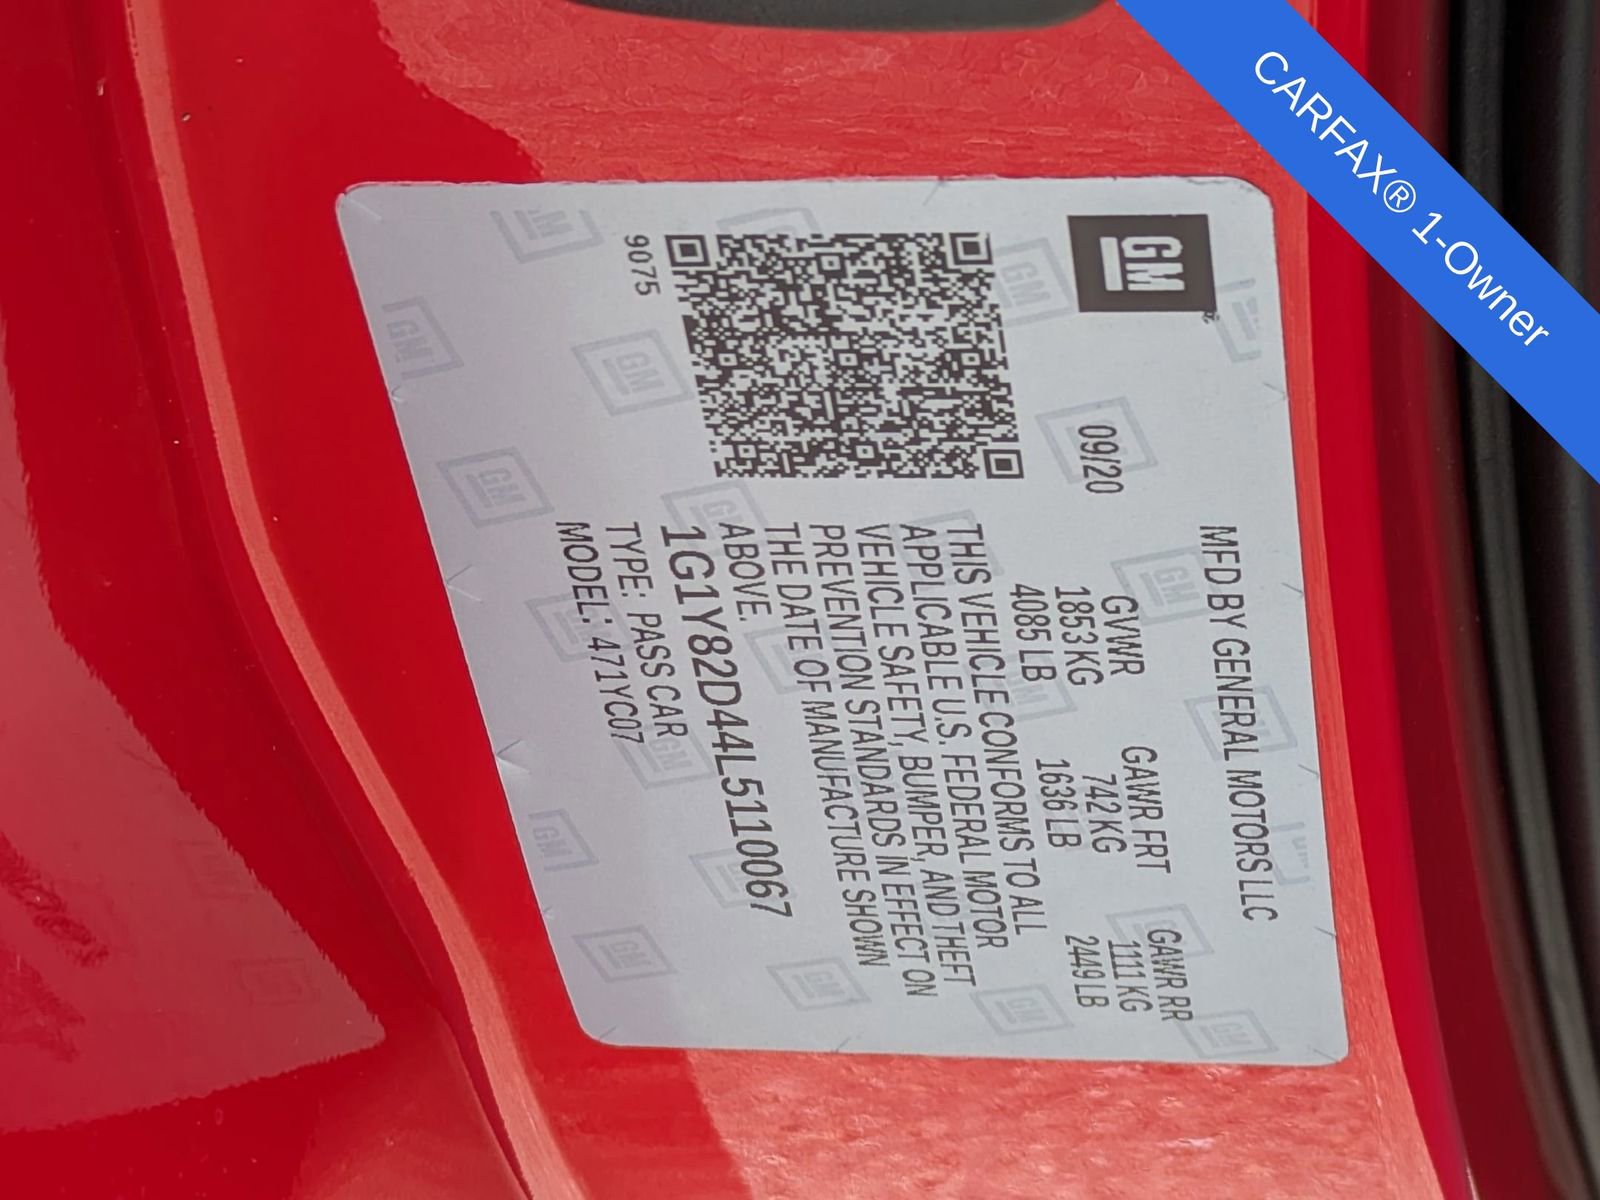 CARFAX® 1-Owner
GM
09/20
MFD BY GENERAL MOTORS LLC
GVWR GAWR FRT GAWR RR
1853 KG 742 KG 1111 KG
4085 LB 1636 LB 2449 LB
THIS VEHICLE CONFORMS TO ALL
APPLICABLE U.S. FEDERAL MOTOR
VEHICLE SAFETY, BUMPER, AND THEFT
PREVENTION STANDARDS IN EFFECT ON
THE DATE OF MANUFACTURE SHOWN
ABOVE.
1G1Y82D44L5110067
TYPE: PASS CAR
MODEL: 471YC07
9075